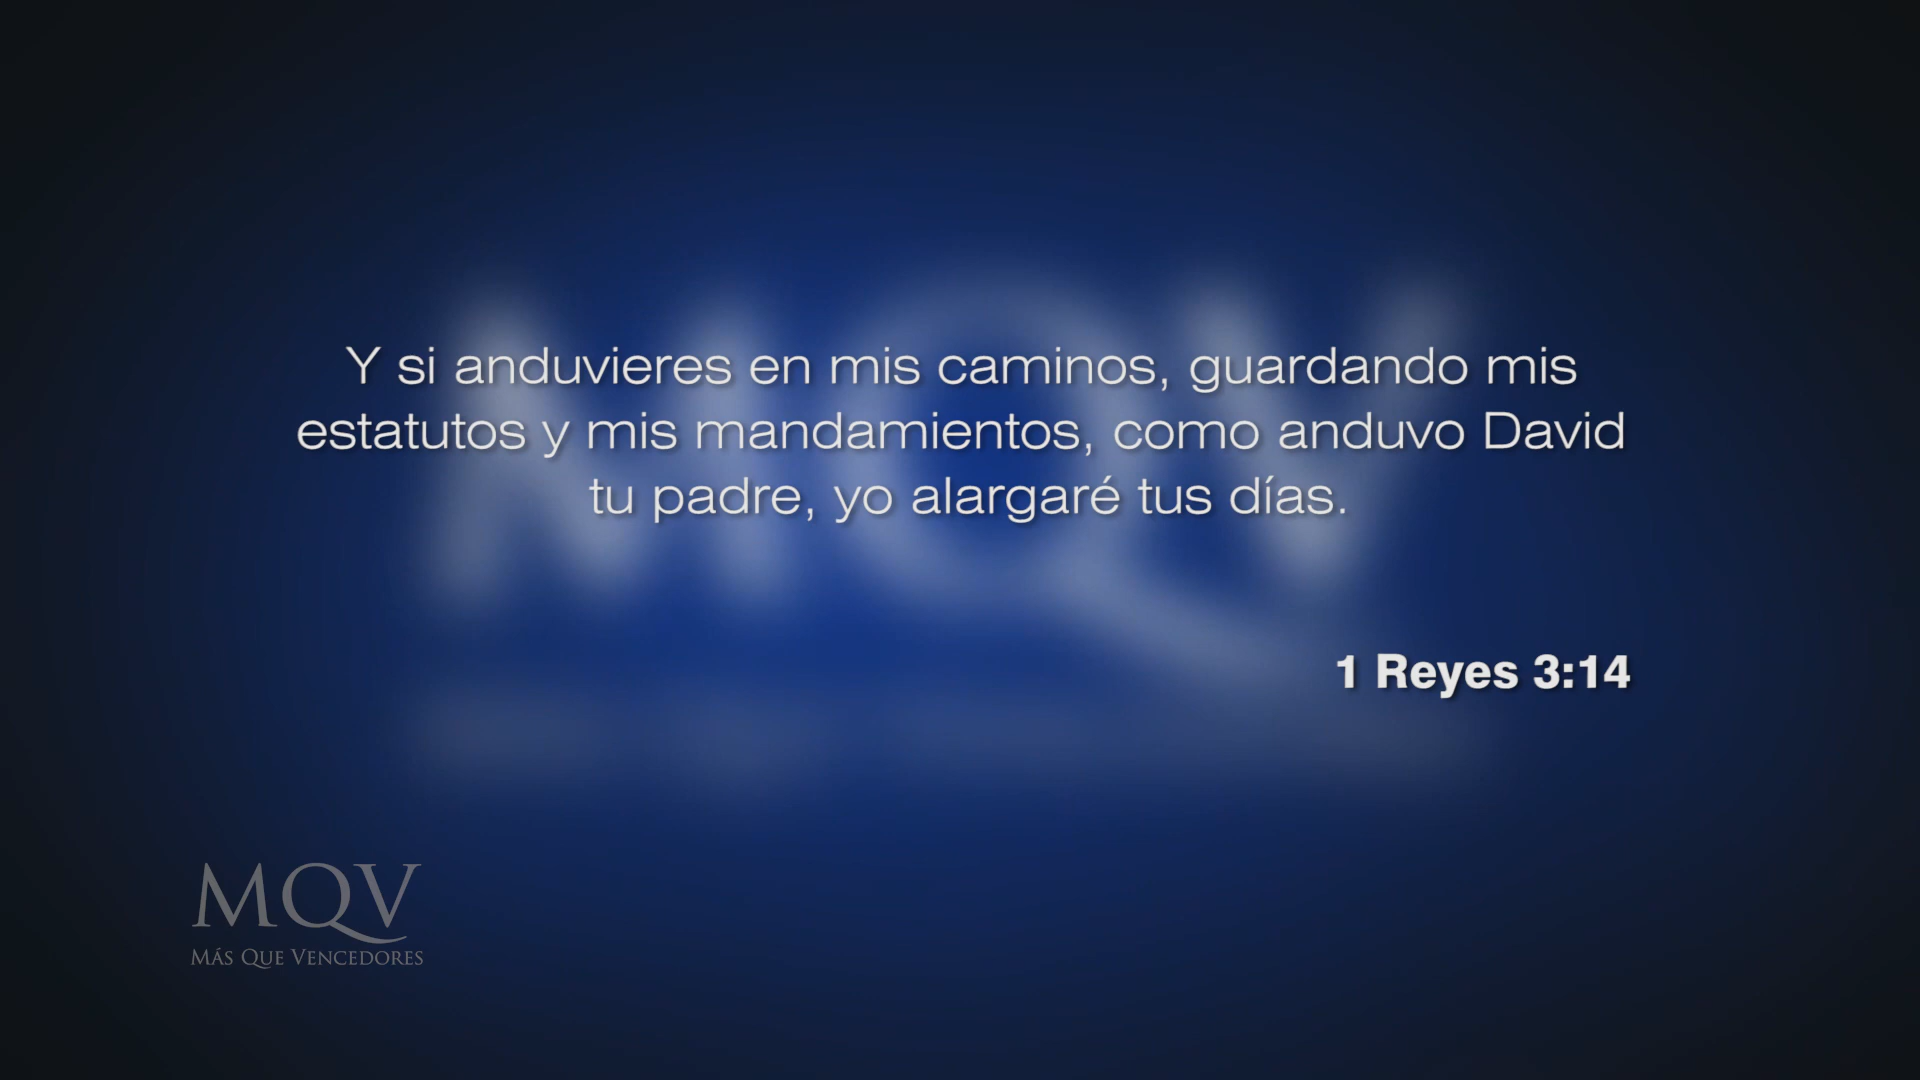 Y si anduvieres en mis caminos, guardando mis
estatutos y mis mandamientos, como anduvo David
tu padre, yo alargaré tus días.
1 Reyes 3:14
MQV
MQV
MÁS QUE VENCEDORES